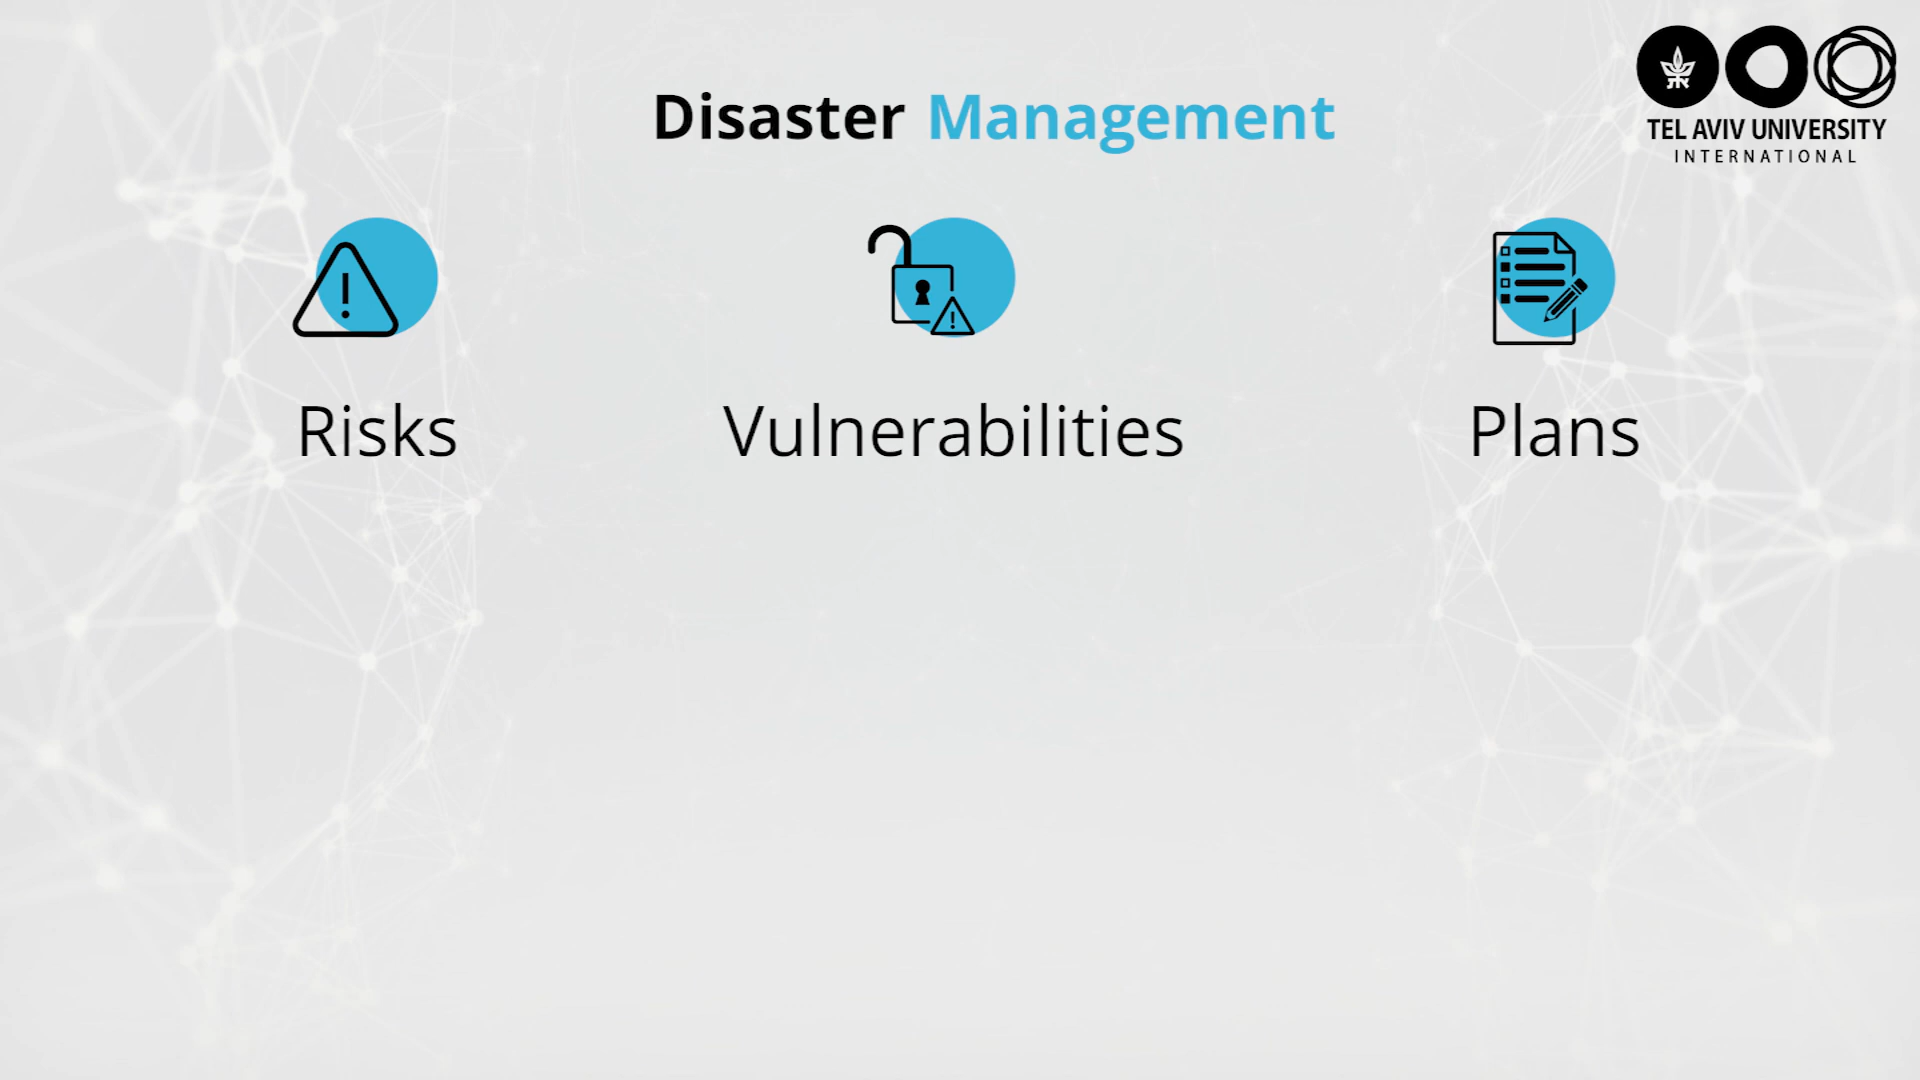 Disaster Management
TEL AVIV UNIVERSITY
INTERNATIONAL
Risks
Vulnerabilities
Plans